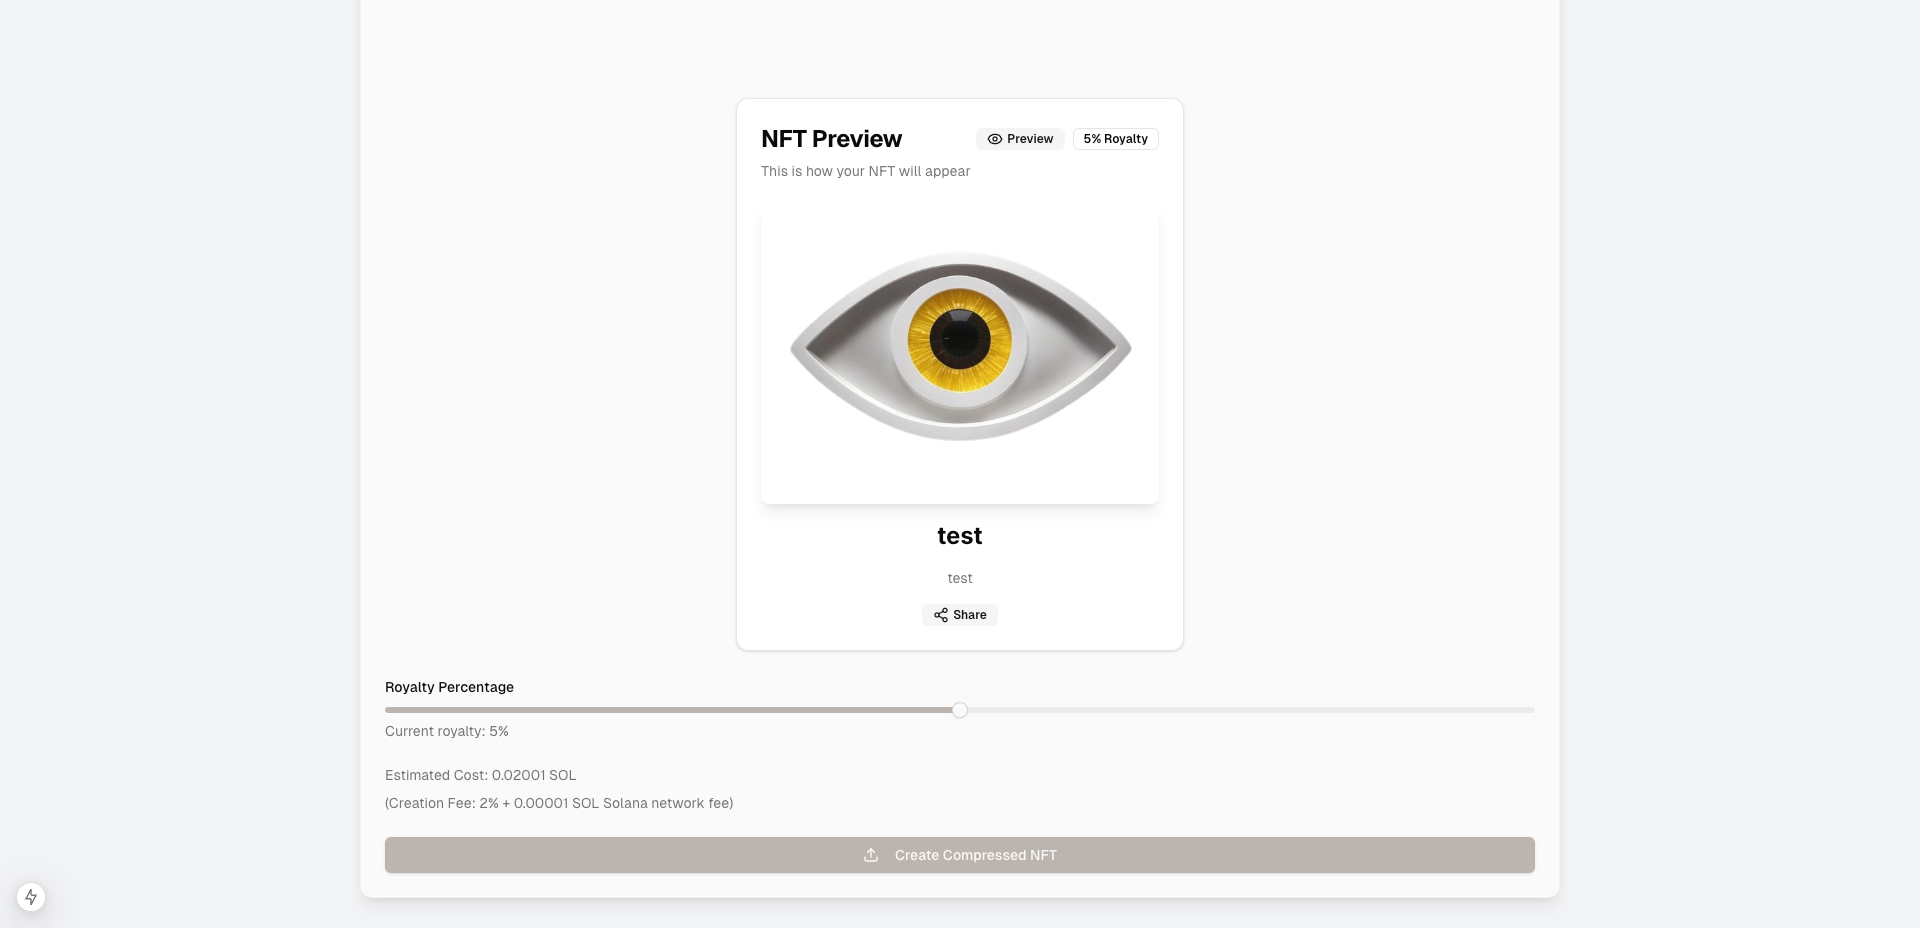 NFT Preview
Preview
5% Royalty
This is how your NFT will appear
test
test
Share
Royalty Percentage
Current royalty: 5%
Estimated Cost: 0.02001 SOL
(Creation Fee: 2% + 0.00001 SOL Solana network fee)
Create Compressed NFT